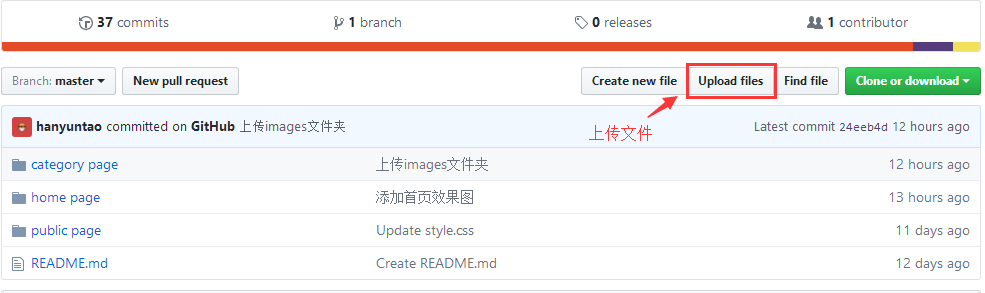 37 commits 1 branch 0 releases 1 contributor
Branch: master New pull request Create new file Upload files Find file Clone or download
上传文件
hanyuntao committed on GitHub 上传images文件夹 Latest commit 24eeb4d 12 hours ago
category page 上传images文件夹 12 hours ago
home page 添加首页效果图 13 hours ago
public page Update style.css 11 days ago
README.md Create README.md 12 days ago